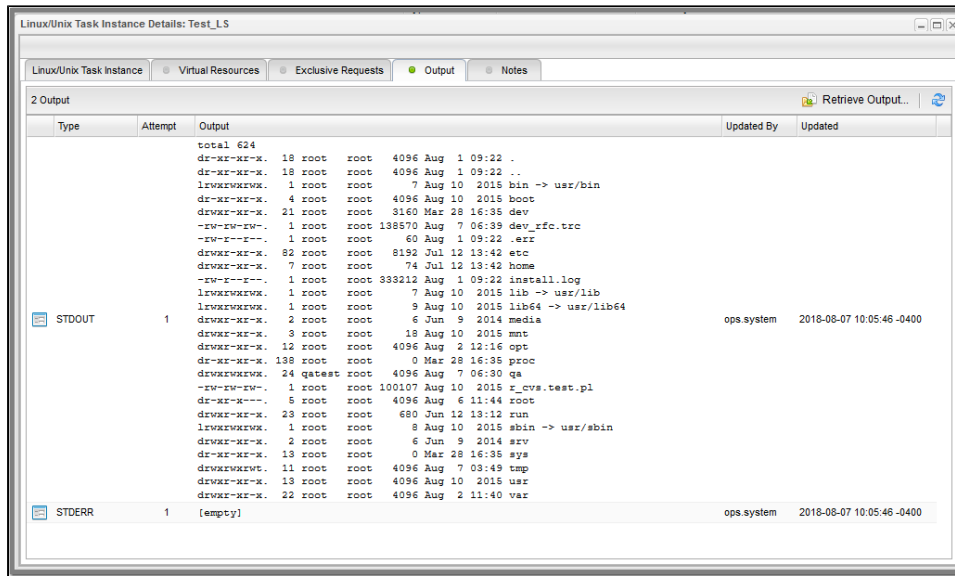 Linux/Unix Task Instance Details: Test_LS
Linux/Unix Task Instance Virtual Resources Exclusive Requests Output Notes
2 Output Retrieve Output...
Type Attempt Output Updated By Updated
total 624
dr-xr-xr-x. 18 root root 4096 Aug 1 09:22 .
dr-xr-xr-x. 18 root root 4096 Aug 1 09:22 ..
lrwxrwxrwx. 1 root root 7 Aug 10 2015 bin -> usr/bin
dr-xr-xr-x. 4 root root 4096 Aug 10 2015 boot
drwxr-xr-x. 21 root root 3160 Mar 28 16:35 dev
-rw-rw-rw-. 1 root root 138570 Aug 7 06:39 dev_rfc.trc
-rw-r--r--. 1 root root 60 Aug 1 09:22 .err
drwxr-xr-x. 82 root root 8192 Jul 12 13:42 etc
drwxr-xr-x. 7 root root 74 Jul 12 13:42 home
-rw-r--r--. 1 root root 333212 Aug 1 09:22 install.log
lrwxrwxrwx. 1 root root 7 Aug 10 2015 lib -> usr/lib
lrwxrwxrwx. 1 root root 9 Aug 10 2015 lib64 -> usr/lib64
STDOUT 1 drwxr-xr-x. 2 root root 6 Jun 9 2014 media ops.system 2018-08-07 10:05:46 -0400
drwxr-xr-x. 3 root root 18 Aug 10 2015 mnt
drwxr-xr-x. 12 root root 4096 Aug 2 12:16 opt
dr-xr-xr-x. 138 root root 0 Mar 28 16:35 proc
drwxrwxrwx. 24 qatest root 4096 Aug 7 06:30 qa
-rw-rw-rw-. 1 root root 100107 Aug 10 2015 r_cvs.test.pl
dr-xr-x---. 5 root root 4096 Aug 6 11:44 root
drwxr-xr-x. 23 root root 680 Jun 12 13:12 run
lrwxrwxrwx. 1 root root 8 Aug 10 2015 sbin -> usr/sbin
drwxr-xr-x. 2 root root 6 Jun 9 2014 srv
dr-xr-xr-x. 13 root root 0 Mar 28 16:35 sys
drwxrwxrwt. 11 root root 4096 Aug 7 03:49 tmp
drwxr-xr-x. 13 root root 4096 Aug 10 2015 usr
drwxr-xr-x. 22 root root 4096 Aug 2 11:40 var
STDERR 1 [empty] ops.system 2018-08-07 10:05:46 -0400